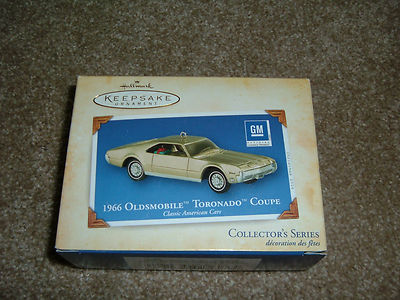 Hallmark
KEEPSAKE
ORNAMENT
GM
1966 OLDSMOBILE™ TORONADO™ COUPE
Classic American Cars
COLLECTOR'S SERIES
décoration des fêtes